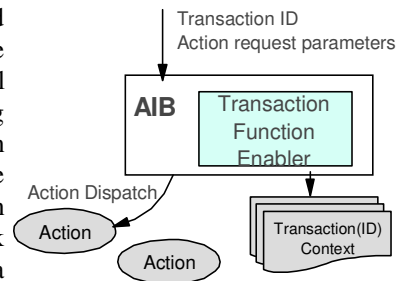 Transaction ID
Action request parameters
AIB
Transaction
Function
Enabler
Action Dispatch
Action
Transaction(ID)
Context
Action